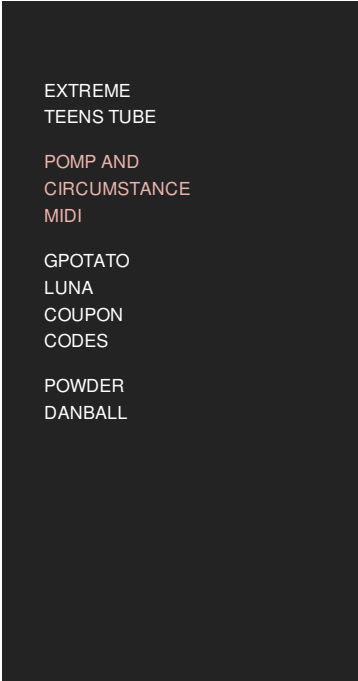 EXTREME
TEENS TUBE
POMP AND
CIRCUMSTANCE
MIDI
GPOTATO
LUNA
COUPON
CODES
POWDER
DANBALL